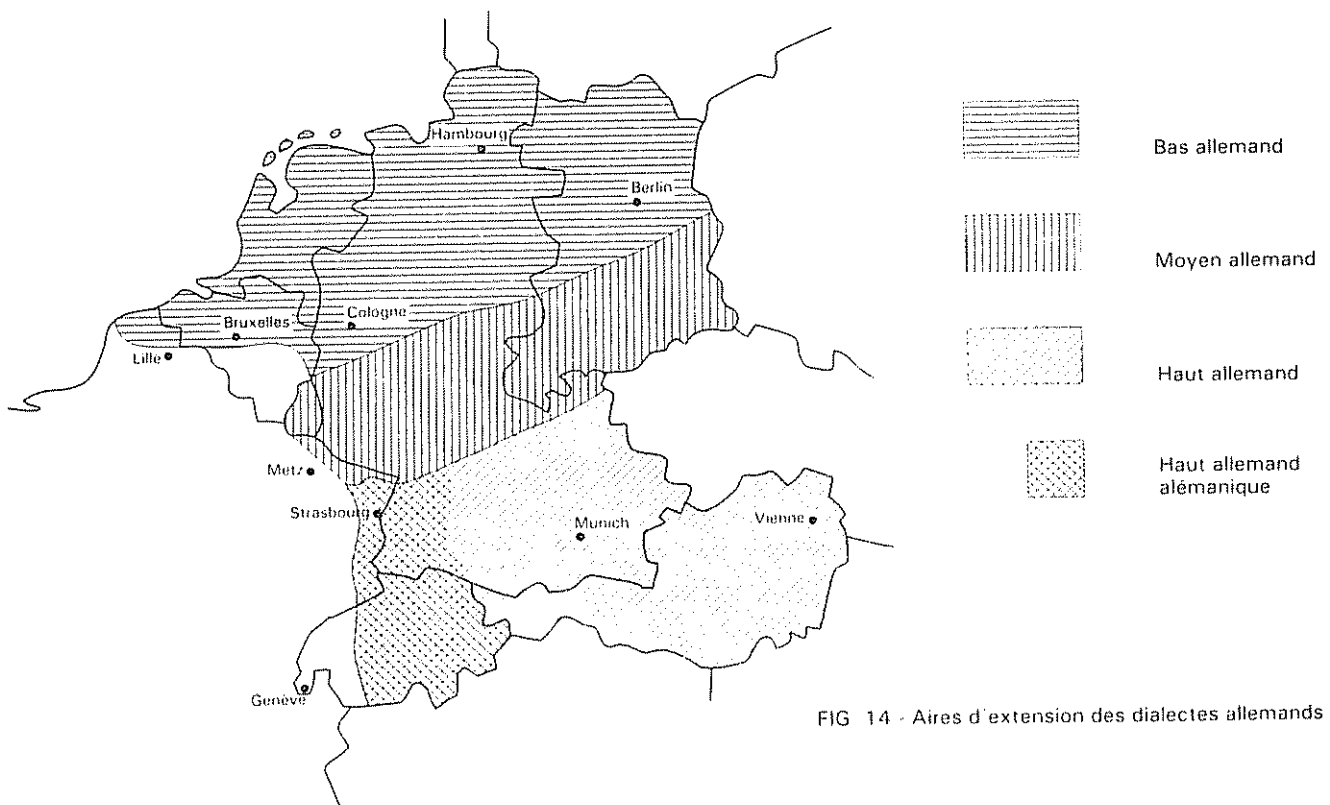 Hambourg
Berlin
Bruxelles
Cologne
Lille
Metz
Strasbourg
Munich
Vienne
Genève
Bas allemand
Moyen allemand
Haut allemand
Haut allemand
alémanique
FIG 14 - Aires d'extension des dialectes allemands